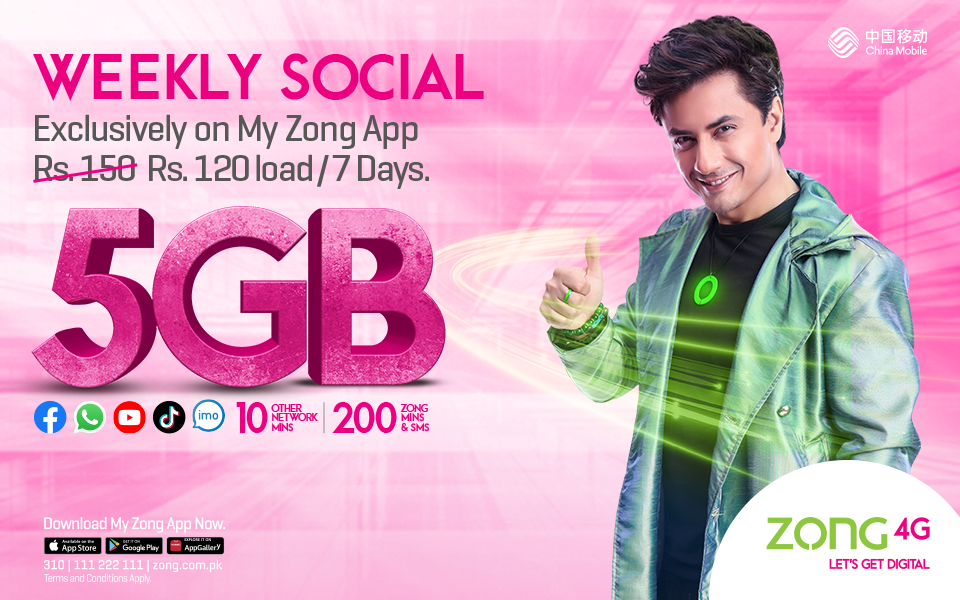 中国移动
China Mobile
WEEKLY SOCIAL
Exclusively on My Zong App
Rs. 150 Rs. 120 load / 7 Days.
5GB
imo
10 OTHER NETWORK MINS
200 ZONG MINS & SMS
Download My Zong App Now.
Available on the App Store
GET IT ON Google Play
EXPLORE IT ON AppGallery
310 | 111 222 111 | zong.com.pk
Terms and Conditions Apply.
ZONG 4G
LET'S GET DIGITAL